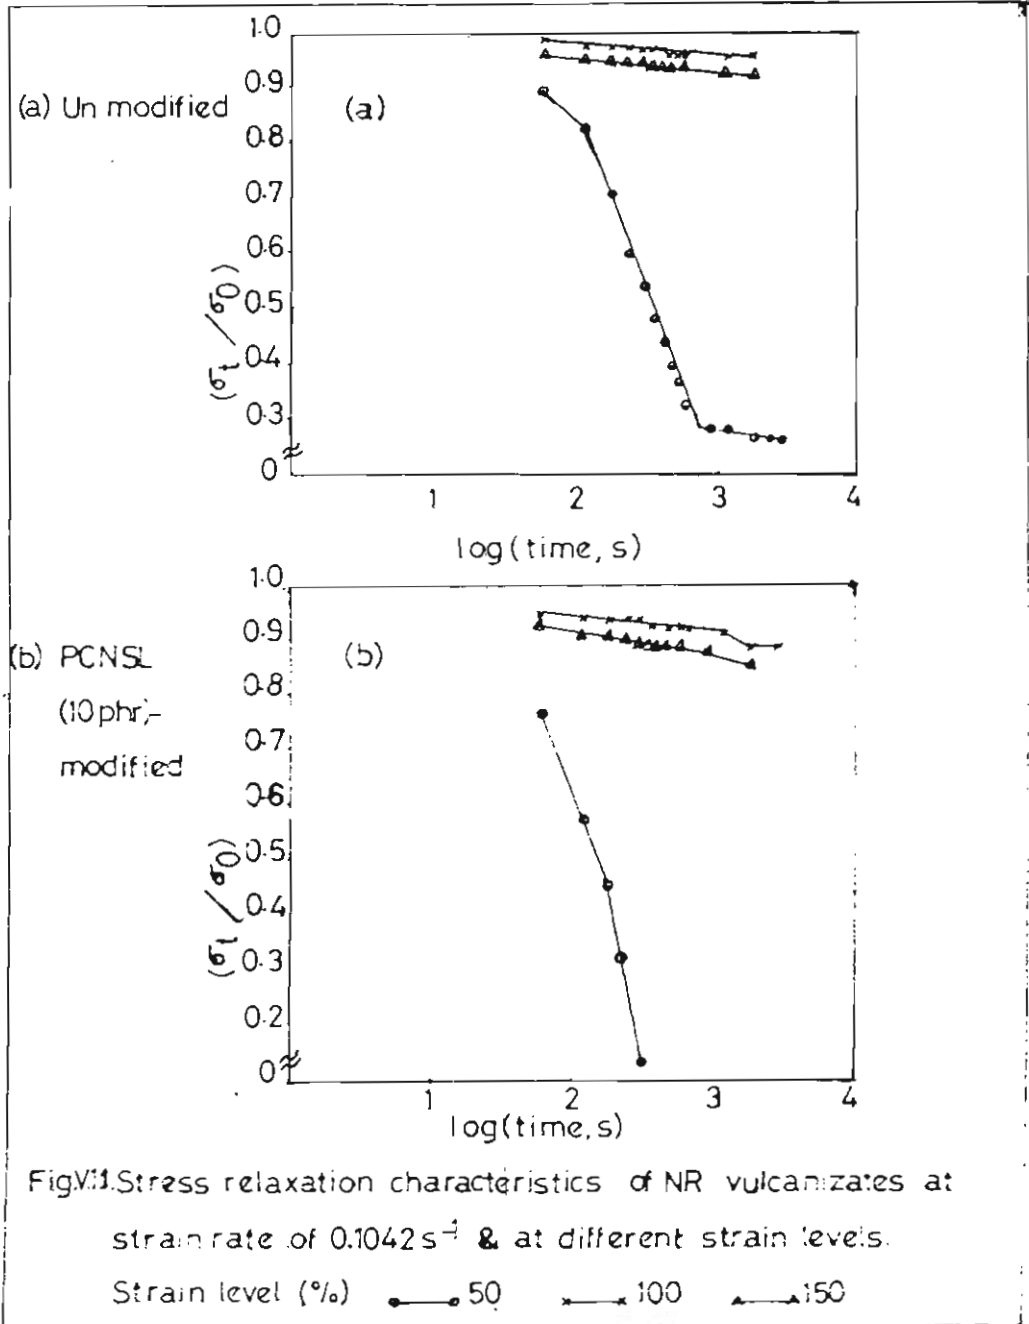 1.0
0.9
(a) Un modified
(a)
0.8
0.7
0.6
0.5
0.4
0.3
0
(σt/σ0)
1 2 3 4
log(time, s)
1.0
0.9
(b) PCNSL
(b)
0.8
(10phr)-
0.7
modified
0.6
0.5
0.4
0.3
0.2
0
(σt/σ0)
1 2 3 4
log(time,s)
Fig.V.11.Stress relaxation characteristics of NR vulcanizates at
strain rate of 0.1042s⁻¹ & at different strain levels.
Strain level (%) 50 100 150